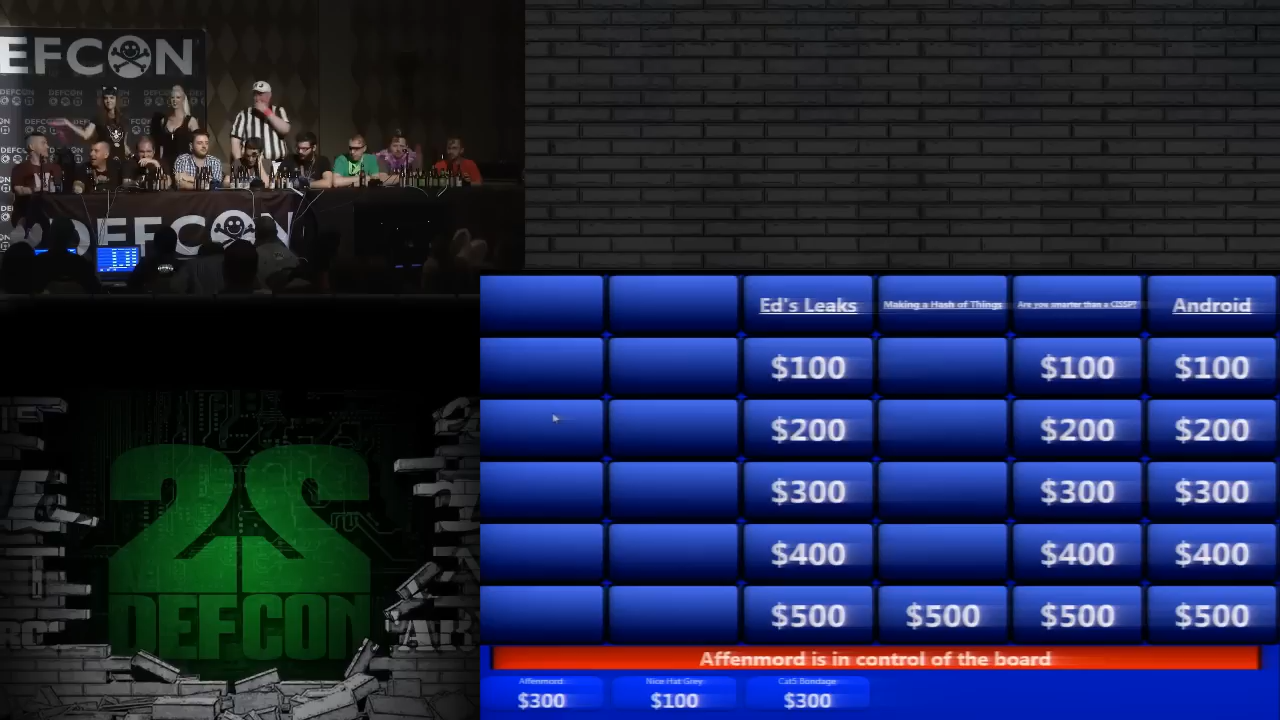 EFCON
DEFCON
Ed's Leaks
Making a Hash of Things
Are you smarter than a CISSP?
Android
$100
$100
$100
$200
$200
$200
$300
$300
$300
$400
$400
$400
$500
$500
$500
$500
Affenmord is in control of the board
Affenmord
Nice Hat Grey
Cat5 Bondage
$300
$100
$300
22
DEFCON